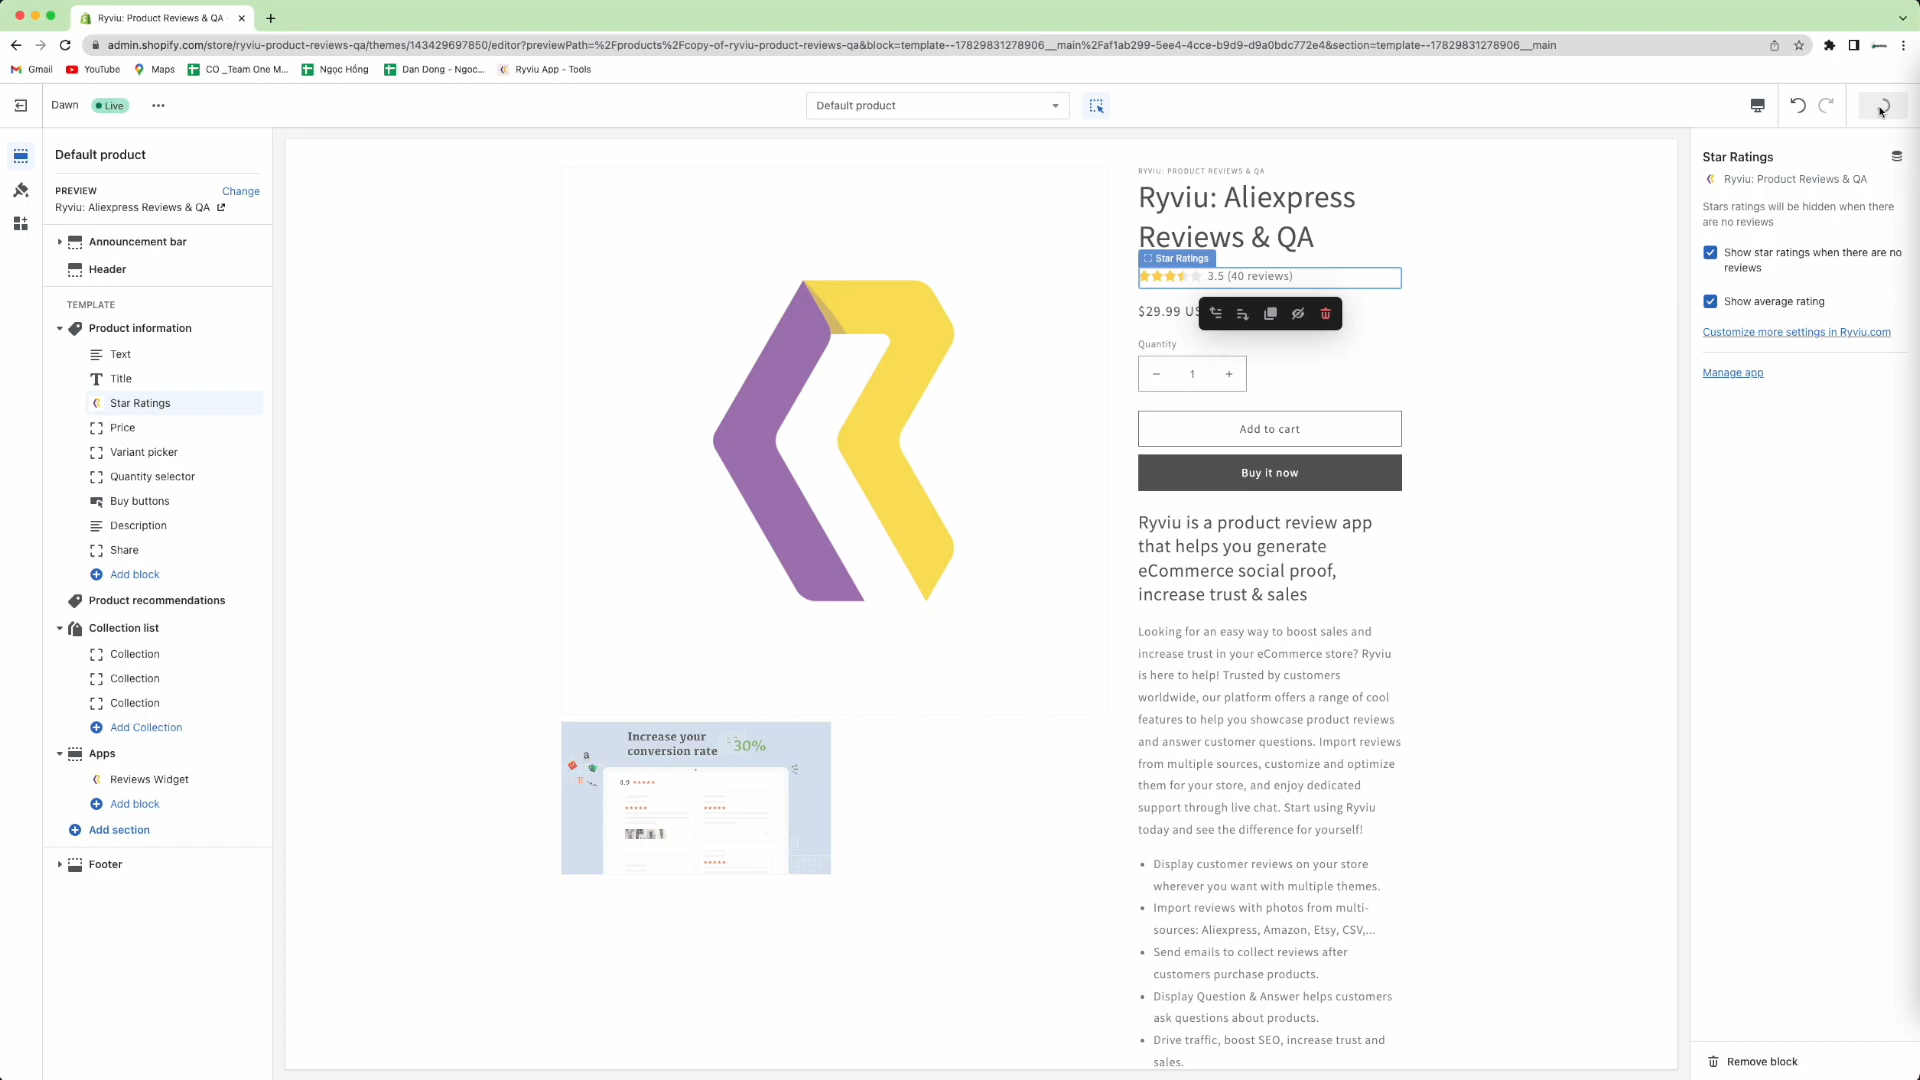 Ryviu: Product Reviews & QA
admin.shopify.com/store/ryviu-product-reviews-qa/themes/143429697850/editor?previewPath=%2Fproducts%2Fcopy-of-ryviu-product-reviews-qa&block=template--17829831278906__main%2Faf1ab299-5ee4-4cce-b9d9-d9a0bdc772e4&section=template--17829831278906__main
Gmail YouTube Maps CO _Team One M... Ngọc Hồng Dan Dong - Ngoc... Ryviu App - Tools
Dawn Live Default product
Default product
PREVIEW Change
Ryviu: Aliexpress Reviews & QA
Announcement bar
Header
TEMPLATE
Product information
Text
Title
Star Ratings
Price
Variant picker
Quantity selector
Buy buttons
Description
Share
Add block
Product recommendations
Collection list
Collection
Collection
Collection
Add Collection
Apps
Reviews Widget
Add block
Add section
Footer
Increase your
conversion rate 30%
a
4.9
RYVIU: PRODUCT REVIEWS & QA
Ryviu: Aliexpress
Reviews & QA
Star Ratings
3.5 (40 reviews)
$29.99 US
Quantity
− 1 +
Add to cart
Buy it now
Ryviu is a product review app
that helps you generate
eCommerce social proof,
increase trust & sales
Looking for an easy way to boost sales and
increase trust in your eCommerce store? Ryviu
is here to help! Trusted by customers
worldwide, our platform offers a range of cool
features to help you showcase product reviews
and answer customer questions. Import reviews
from multiple sources, customize and optimize
them for your store, and enjoy dedicated
support through live chat. Start using Ryviu
today and see the difference for yourself!
• Display customer reviews on your store
wherever you want with multiple themes.
• Import reviews with photos from multi-
sources: Aliexpress, Amazon, Etsy, CSV,...
• Send emails to collect reviews after
customers purchase products.
• Display Question & Answer helps customers
ask questions about products.
• Drive traffic, boost SEO, increase trust and
sales.
Star Ratings
Ryviu: Product Reviews & QA
Stars ratings will be hidden when there
are no reviews
Show star ratings when there are no
reviews
Show average rating
Customize more settings in Ryviu.com
Manage app
Remove block